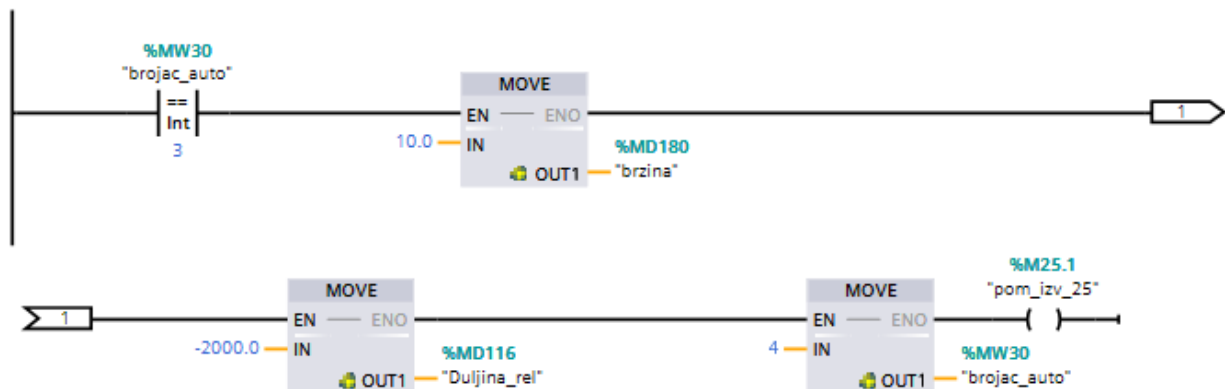 %MW30
"brojac_auto"
==
Int
3
MOVE
EN ENO
10.0 IN
%MD180
OUT1 "brzina"
1
1
MOVE
EN ENO
-2000.0 IN
%MD116
OUT1 "Duljina_rel"
MOVE
EN ENO
4 IN
%MW30
OUT1 "brojac_auto"
%M25.1
"pom_izv_25"